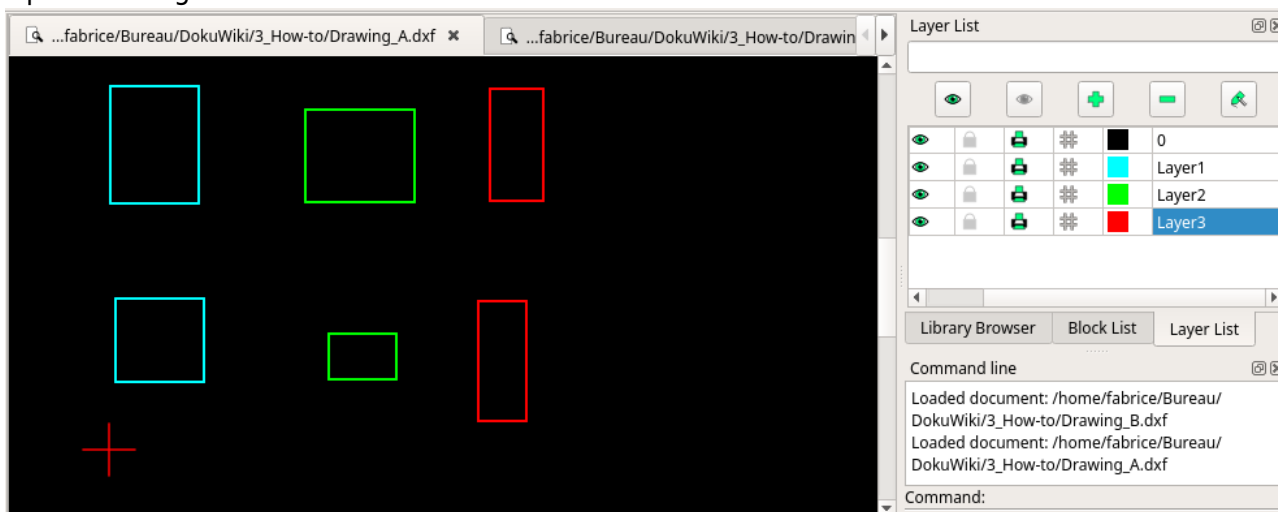 ...fabrice/Bureau/DokuWiki/3_How-to/Drawing_A.dxf
...fabrice/Bureau/DokuWiki/3_How-to/Drawin
Layer List
0
Layer1
Layer2
Layer3
Library Browser
Block List
Layer List
Command line
Loaded document: /home/fabrice/Bureau/
DokuWiki/3_How-to/Drawing_B.dxf
Loaded document: /home/fabrice/Bureau/
DokuWiki/3_How-to/Drawing_A.dxf
Command: